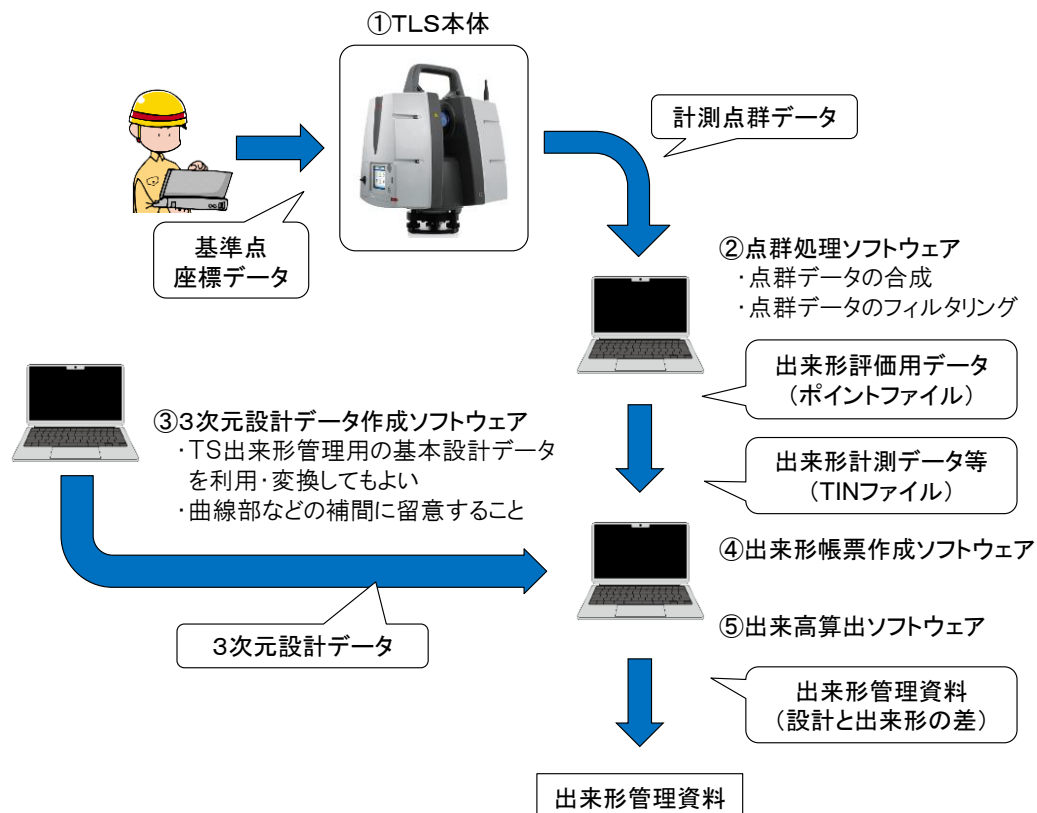 ①TLS本体
計測点群データ
基準点
座標データ
②点群処理ソフトウェア
・点群データの合成
・点群データのフィルタリング
出来形評価用データ
（ポイントファイル）
③3次元設計データ作成ソフトウェア
・TS出来形管理用の基本設計データ
を利用・変換してもよい
・曲線部などの補間に留意すること
出来形計測データ等
（TINファイル）
④出来形帳票作成ソフトウェア
3次元設計データ
⑤出来高算出ソフトウェア
出来形管理資料
（設計と出来形の差）
出来形管理資料